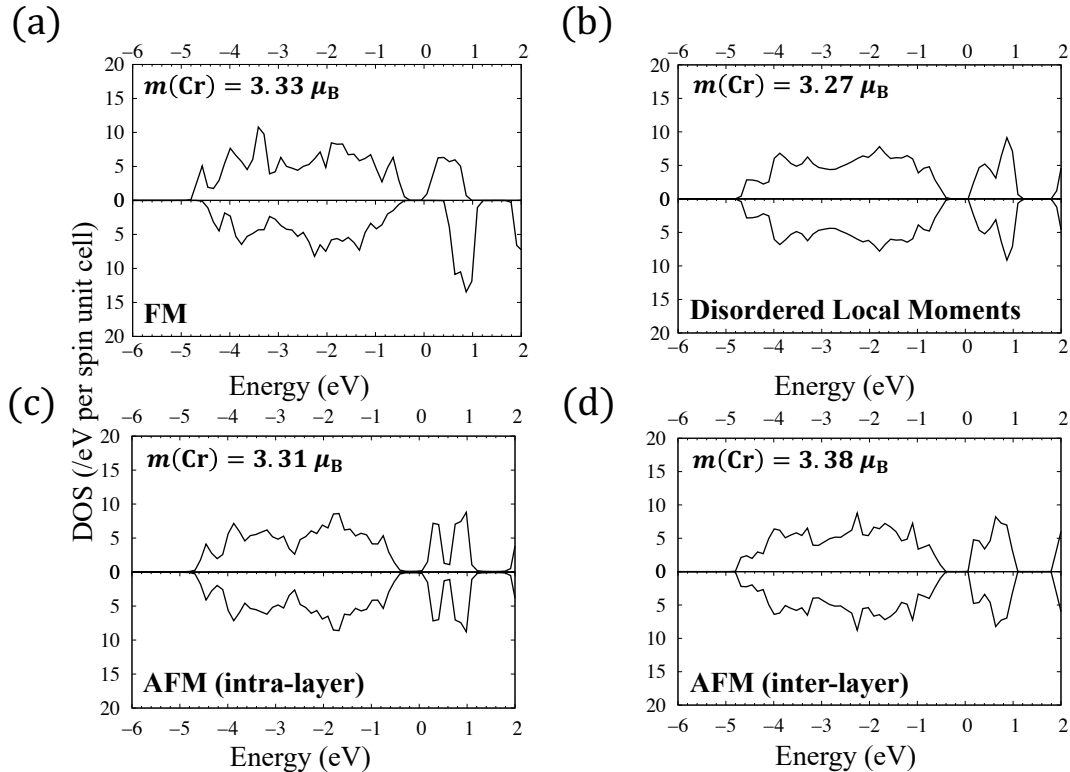 (a)
−6 −5 −4 −3 −2 −1 0 1 2
20
15
10
5
0
5
10
15
20
m(Cr) = 3.33 μB
FM
−6 −5 −4 −3 −2 −1 0 1 2
Energy (eV)
(b)
−6 −5 −4 −3 −2 −1 0 1 2
20
15
10
5
0
5
10
15
20
m(Cr) = 3.27 μB
Disordered Local Moments
−6 −5 −4 −3 −2 −1 0 1 2
Energy (eV)
DOS (/eV per spin unit cell)
(c)
−6 −5 −4 −3 −2 −1 0 1 2
20
15
10
5
0
5
10
15
20
m(Cr) = 3.31 μB
AFM (intra-layer)
−6 −5 −4 −3 −2 −1 0 1 2
Energy (eV)
(d)
−6 −5 −4 −3 −2 −1 0 1 2
20
15
10
5
0
5
10
15
20
m(Cr) = 3.38 μB
AFM (inter-layer)
−6 −5 −4 −3 −2 −1 0 1 2
Energy (eV)